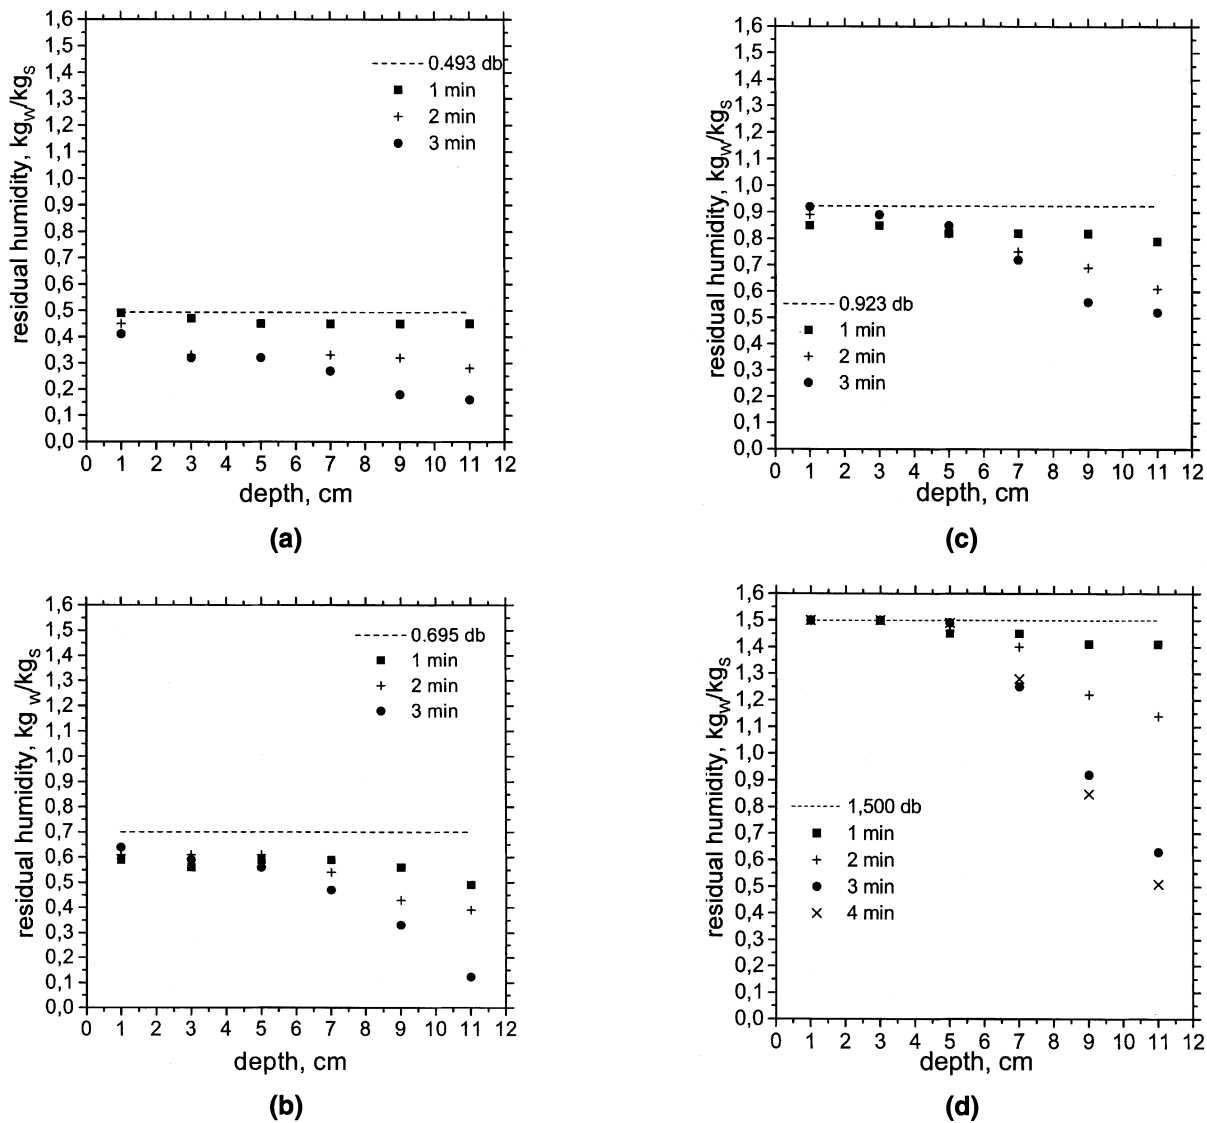 1,6
1,5
1,4
1,3
1,2
1,1
1,0
0,9
0,8
0,7
0,6
0,5
0,4
0,3
0,2
0,1
0,0
residual humidity, kgW/kgS
0.493 db
1 min
2 min
3 min
0 1 2 3 4 5 6 7 8 9 10 11 12
depth, cm
(a)
1,6
1,5
1,4
1,3
1,2
1,1
1,0
0,9
0,8
0,7
0,6
0,5
0,4
0,3
0,2
0,1
0,0
residual humidity, kgW/kgS
0.923 db
1 min
2 min
3 min
0 1 2 3 4 5 6 7 8 9 10 11 12
depth, cm
(c)
1,6
1,5
1,4
1,3
1,2
1,1
1,0
0,9
0,8
0,7
0,6
0,5
0,4
0,3
0,2
0,1
0,0
residual humidity, kg W/kgS
0.695 db
1 min
2 min
3 min
0 1 2 3 4 5 6 7 8 9 10 11 12
depth, cm
(b)
1,6
1,5
1,4
1,3
1,2
1,1
1,0
0,9
0,8
0,7
0,6
0,5
0,4
0,3
0,2
0,1
0,0
residual humidity, kgW/kgS
1,500 db
1 min
2 min
3 min
4 min
0 1 2 3 4 5 6 7 8 9 10 11 12
depth, cm
(d)